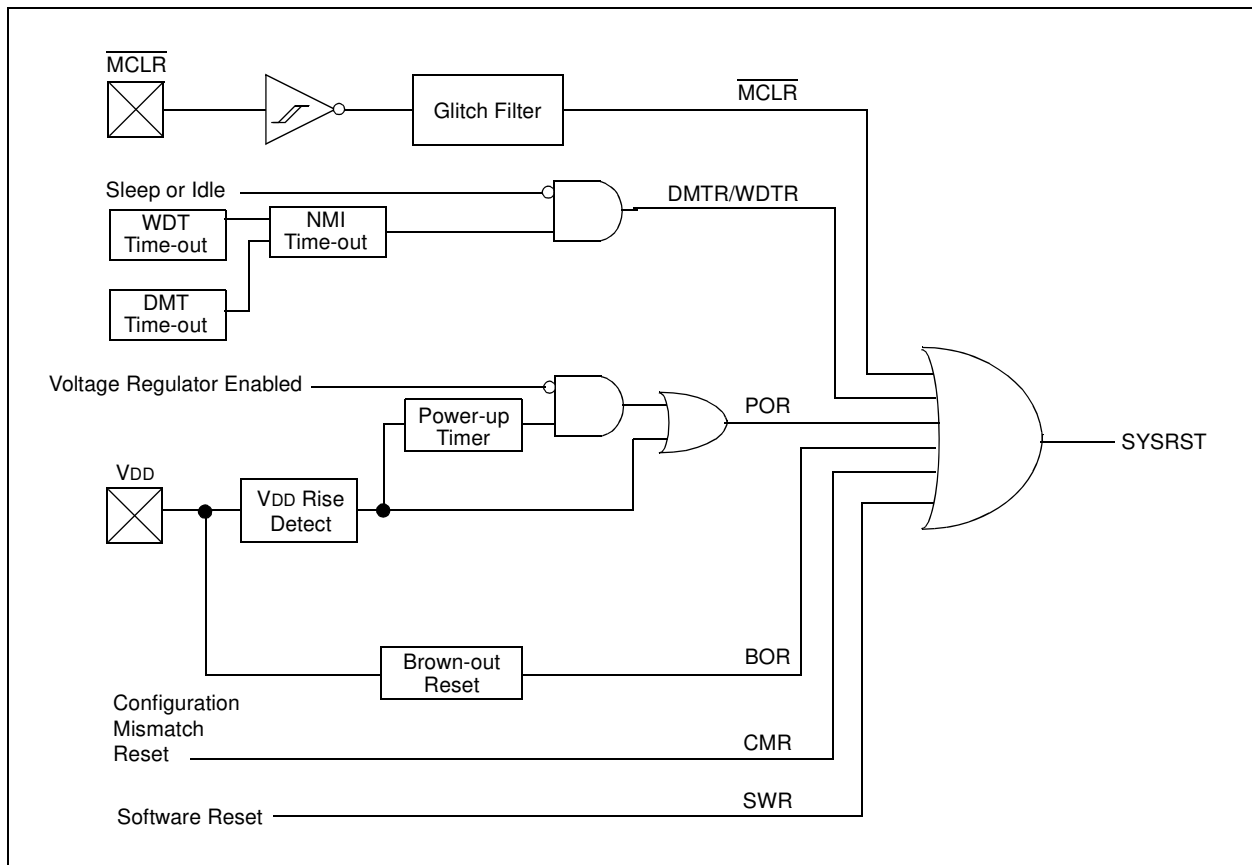 MCLR
Glitch Filter
MCLR
Sleep or Idle
WDT
Time-out
NMI
Time-out
DMTR/WDTR
DMT
Time-out
Voltage Regulator Enabled
Power-up
Timer
POR
SYSRST
VDD
VDD Rise
Detect
Brown-out
Reset
BOR
Configuration
Mismatch
Reset
CMR
SWR
Software Reset